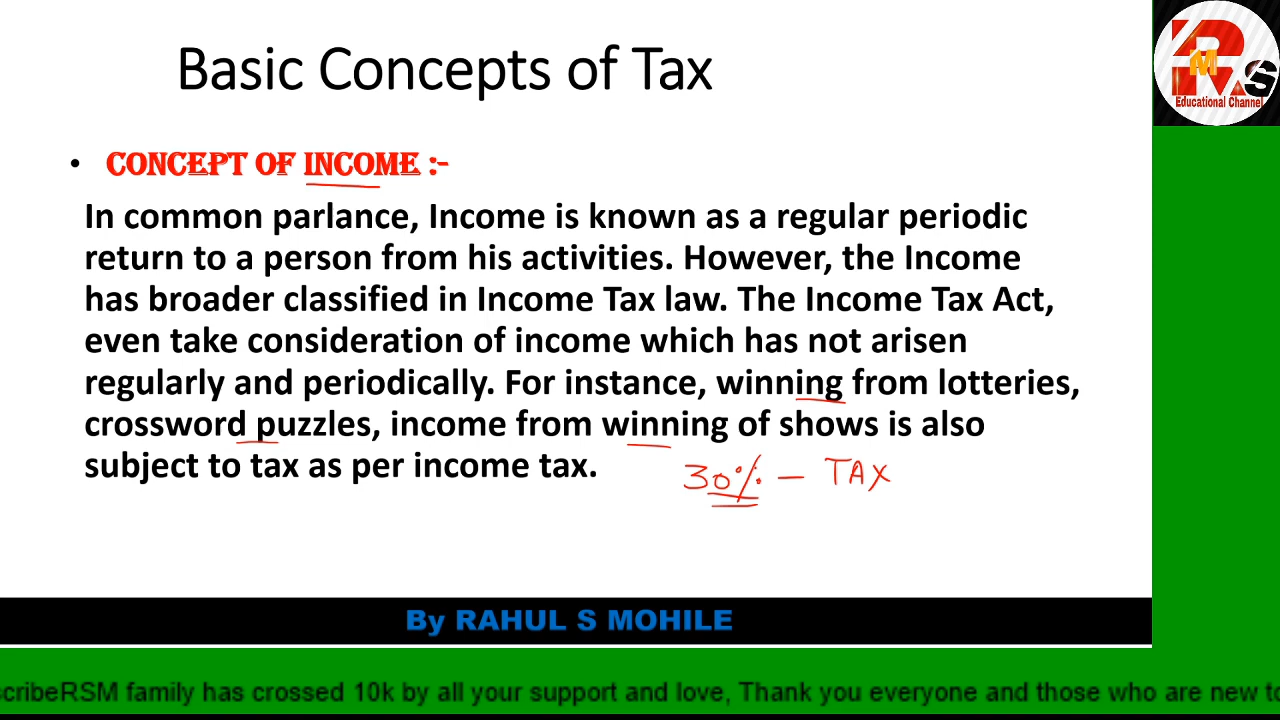 Basic Concepts of Tax
RMS
Educational Channel
• CONCEPT OF INCOME :-
In common parlance, Income is known as a regular periodic
return to a person from his activities. However, the Income
has broader classified in Income Tax law. The Income Tax Act,
even take consideration of income which has not arisen
regularly and periodically. For instance, winning from lotteries,
crossword puzzles, income from winning of shows is also
subject to tax as per income tax.
30% – TAX
By RAHUL S MOHILE
scribeRSM family has crossed 10k by all your support and love, Thank you everyone and those who are new to